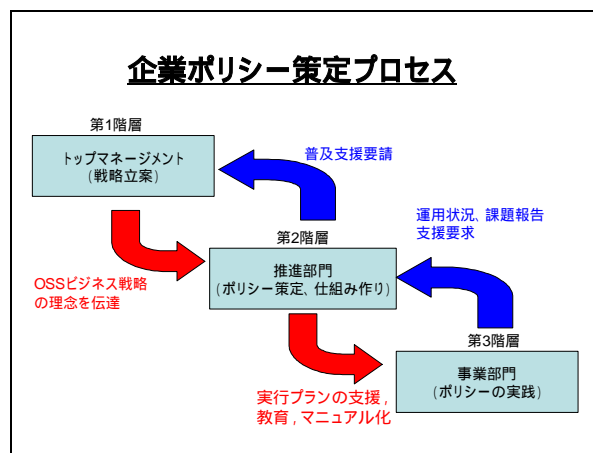 企業ポリシー策定プロセス
第1階層
トップマネージメント
(戦略立案)
普及支援要請
運用状況、課題報告
支援要求
第2階層
推進部門
(ポリシー策定、仕組み作り)
OSSビジネス戦略
の理念を伝達
第3階層
事業部門
(ポリシーの実践)
実行プランの支援,
教育,マニュアル化